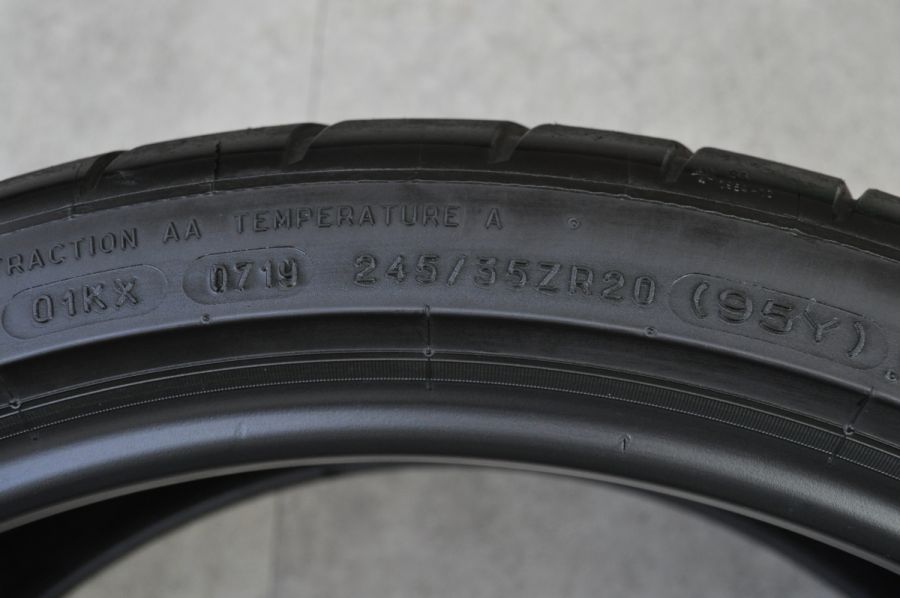 TRACTION AA TEMPERATURE A
01KX 0719 245/35ZR20 (95Y)